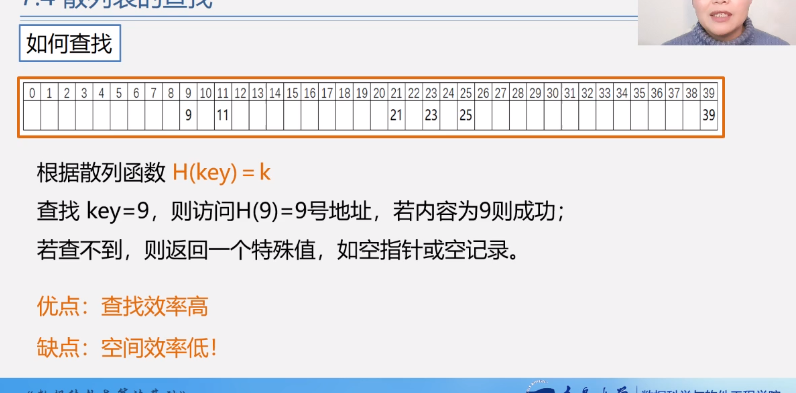 7.4 散列表的查找
如何查找
0 1 2 3 4 5 6 7 8 9 10 11 12 13 14 15 16 17 18 19 20 21 22 23 24 25 26 27 28 29 30 31 32 33 34 35 36 37 38 39
9 11 21 23 25 39
根据散列函数 H(key) = k
查找 key=9，则访问H(9)=9号地址，若内容为9则成功；
若查不到，则返回一个特殊值，如空指针或空记录。
优点：查找效率高
缺点：空间效率低！